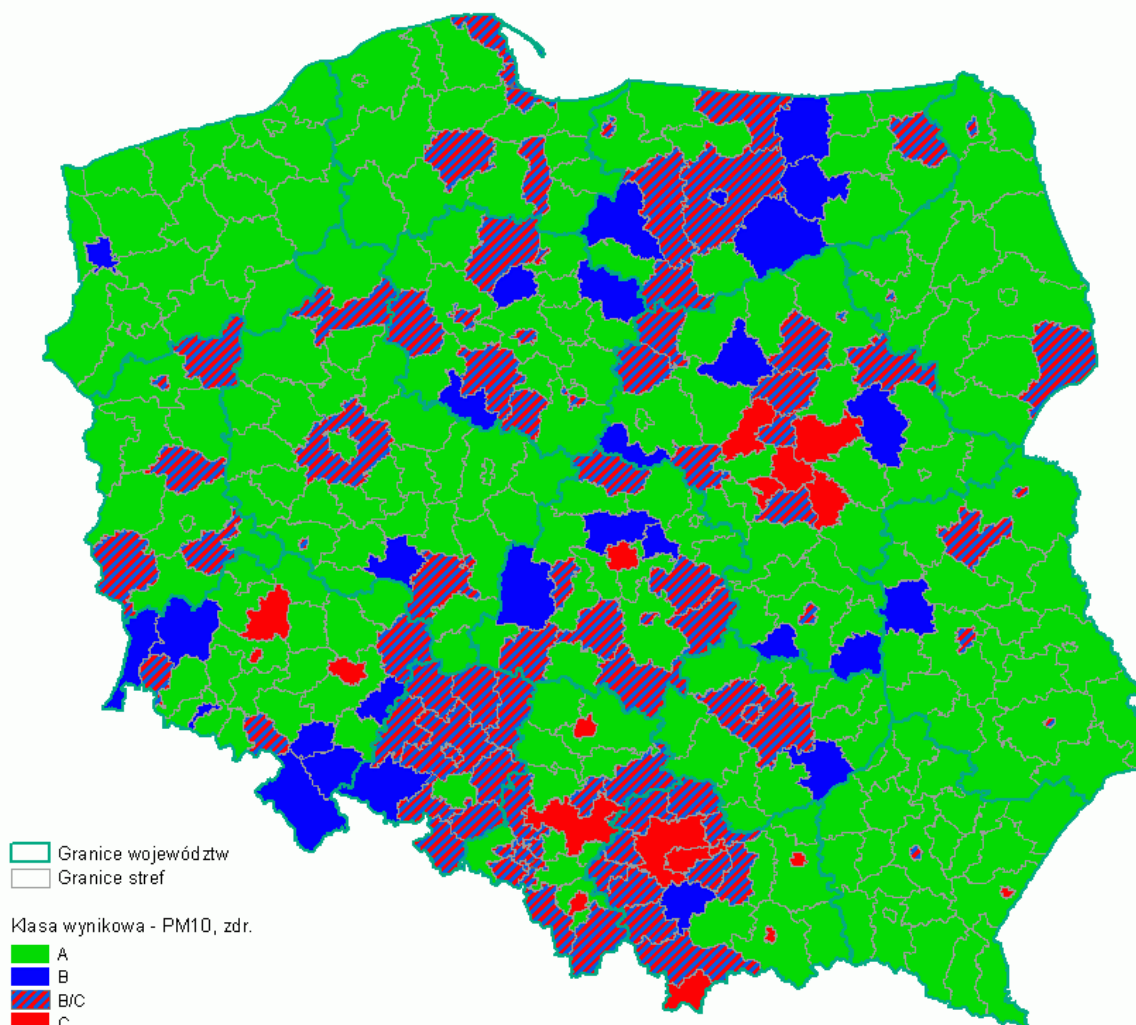 Granice województw
Granice stref
Klasa wynikowa - PM10, zdr.
A
B
B/C
C